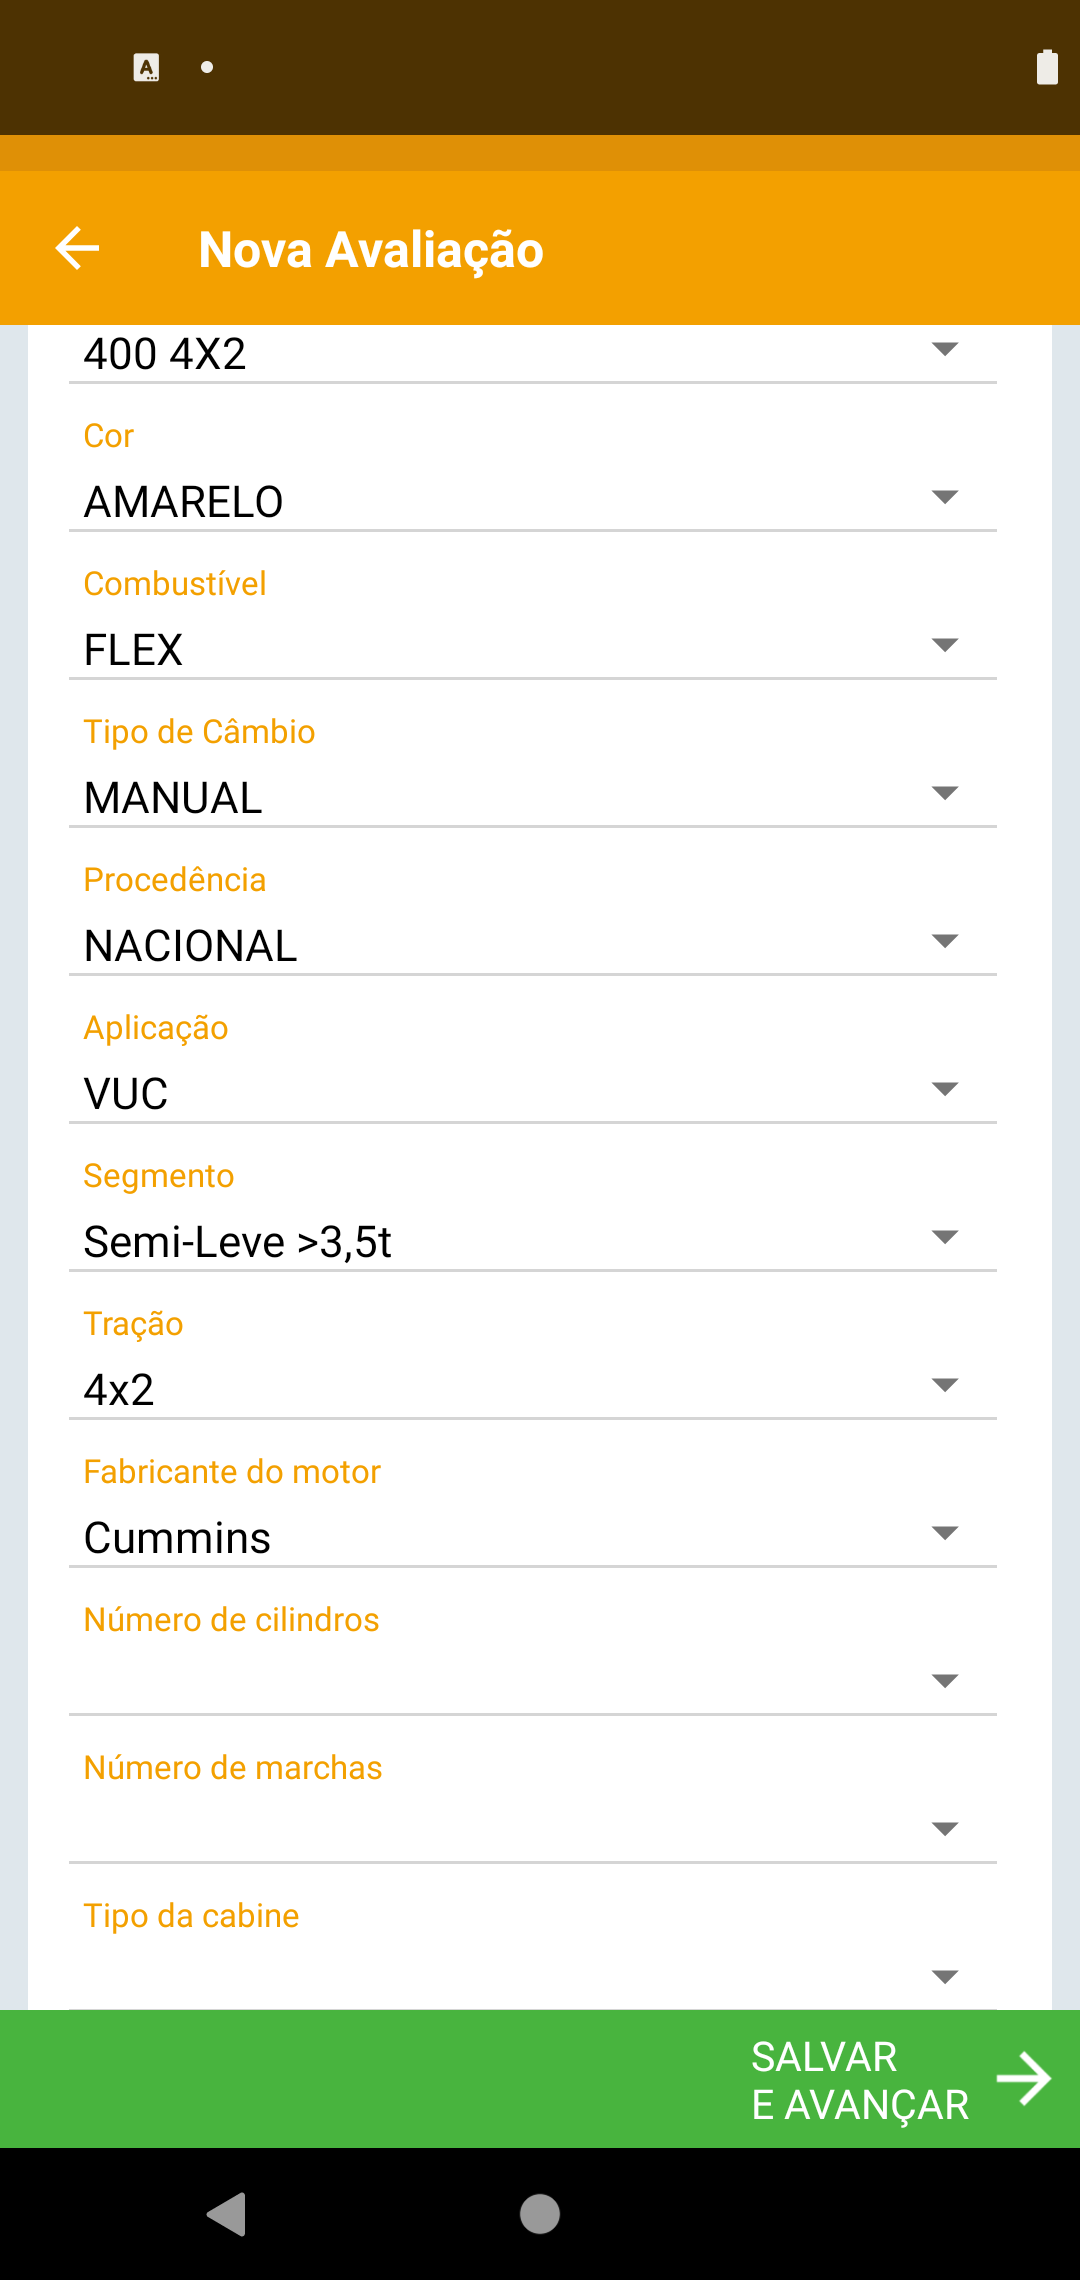 Nova Avaliação
400 4X2
Cor
AMARELO
Combustível
FLEX
Tipo de Câmbio
MANUAL
Procedência
NACIONAL
Aplicação
VUC
Segmento
Semi-Leve >3,5t
Tração
4x2
Fabricante do motor
Cummins
Número de cilindros
Número de marchas
Tipo da cabine
SALVAR
E AVANÇAR